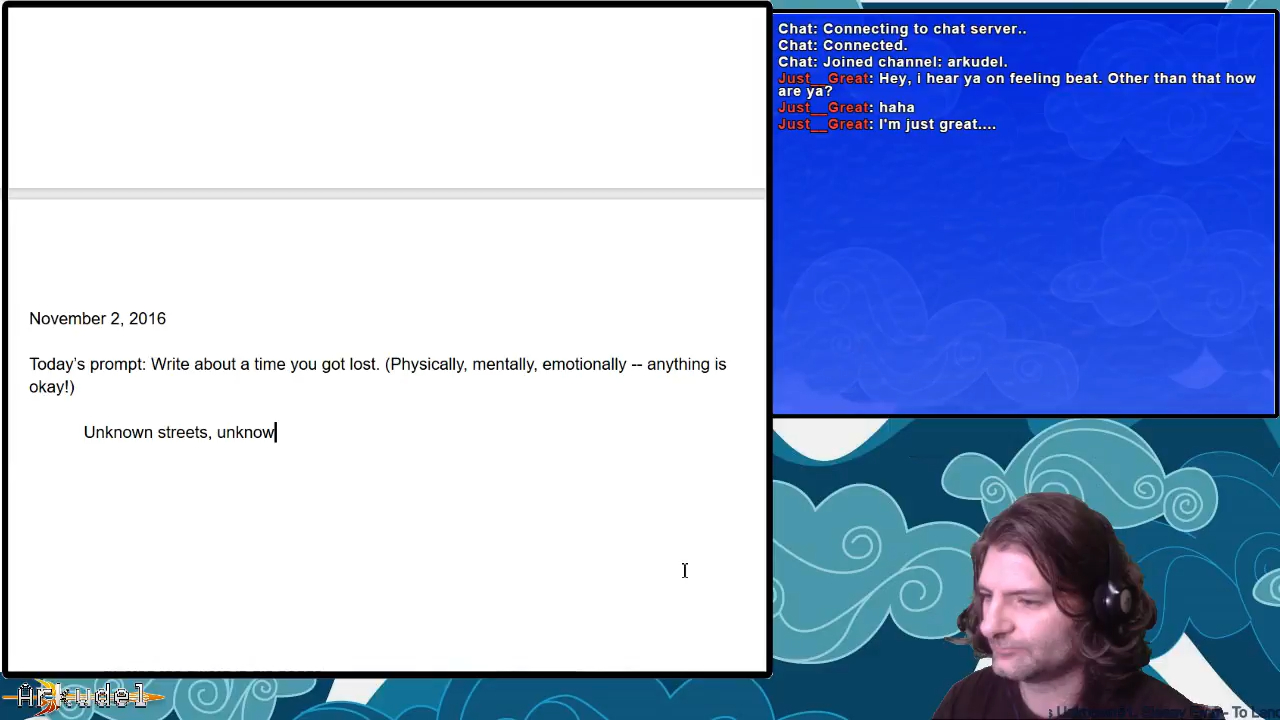 Chat: Connecting to chat server..
Chat: Connected.
Chat: Joined channel: arkudel.
Just__Great: Hey, i hear ya on feeling beat. Other than that how
are ya?
Just__Great: haha
Just__Great: I'm just great....
November 2, 2016
Today's prompt: Write about a time you got lost. (Physically, mentally, emotionally -- anything is
okay!)
Unknown streets, unknow
Arkudel
- To